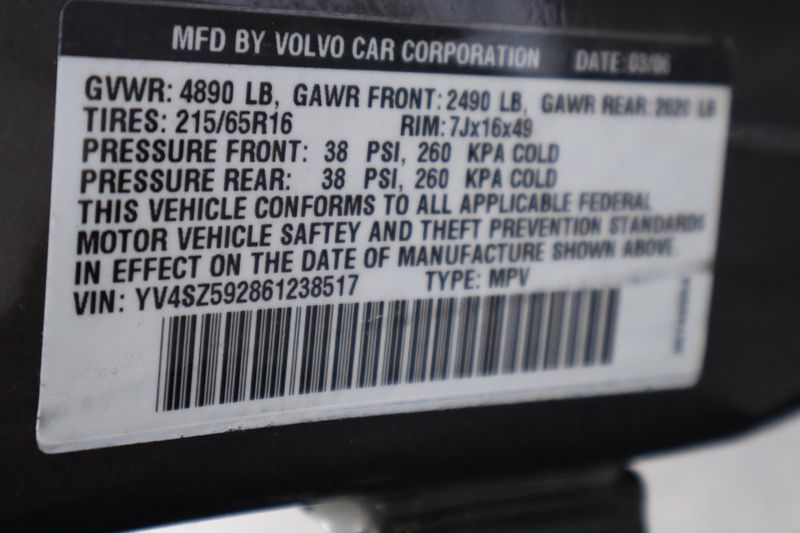 MFD BY VOLVO CAR CORPORATION DATE: 03/06
GVWR: 4890 LB, GAWR FRONT: 2490 LB, GAWR REAR: 2620 LB
TIRES: 215/65R16 RIM: 7Jx16x49
PRESSURE FRONT: 38 PSI, 260 KPA COLD
PRESSURE REAR: 38 PSI, 260 KPA COLD
THIS VEHICLE CONFORMS TO ALL APPLICABLE FEDERAL
MOTOR VEHICLE SAFTEY AND THEFT PREVENTION STANDARDS
IN EFFECT ON THE DATE OF MANUFACTURE SHOWN ABOVE.
VIN: YV4SZ592861238517 TYPE: MPV